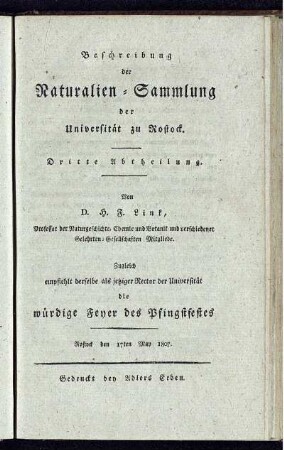 Beschreibung
der
Naturalien-Sammlung
der
Universität zu Rostock.
Dritte Abtheilung.
Von
D. H. F. Link,
Professor der Naturgeschichte, Chemie und Botanik und verschiedener
Gelehrten-Gesellschaften Mitgliede.
Zugleich
empfiehlt derselbe als jeziger Rector der Universität
die
würdige Feyer des Pfingstfestes
Rostock den 17ten May 1807.
Gedruckt bey Adlers Erben.